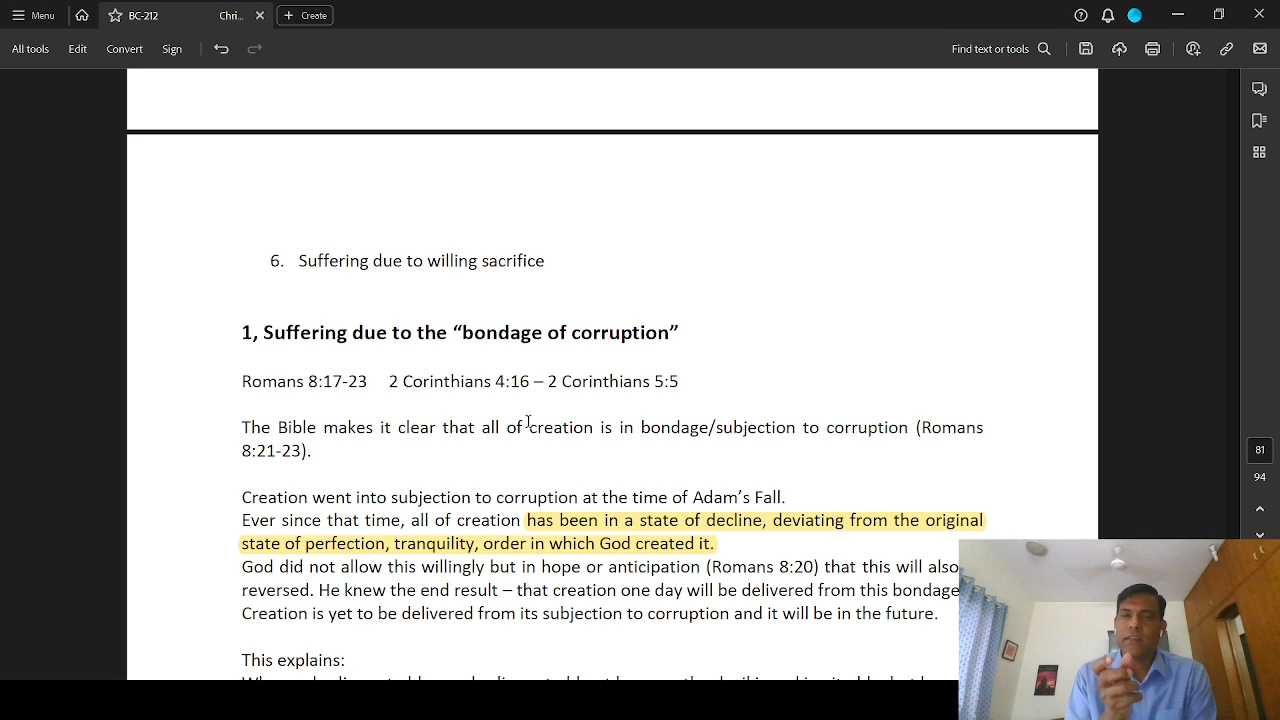 Menu
BC-212 Chri...
Create
All tools Edit Convert Sign
Find text or tools
6. Suffering due to willing sacrifice
1, Suffering due to the “bondage of corruption”
Romans 8:17-23 2 Corinthians 4:16 – 2 Corinthians 5:5
The Bible makes it clear that all of creation is in bondage/subjection to corruption (Romans
8:21-23).
Creation went into subjection to corruption at the time of Adam’s Fall.
Ever since that time, all of creation has been in a state of decline, deviating from the original
state of perfection, tranquility, order in which God created it.
God did not allow this willingly but in hope or anticipation (Romans 8:20) that this will also
reversed. He knew the end result – that creation one day will be delivered from this bondage
Creation is yet to be delivered from its subjection to corruption and it will be in the future.
This explains:
81
94